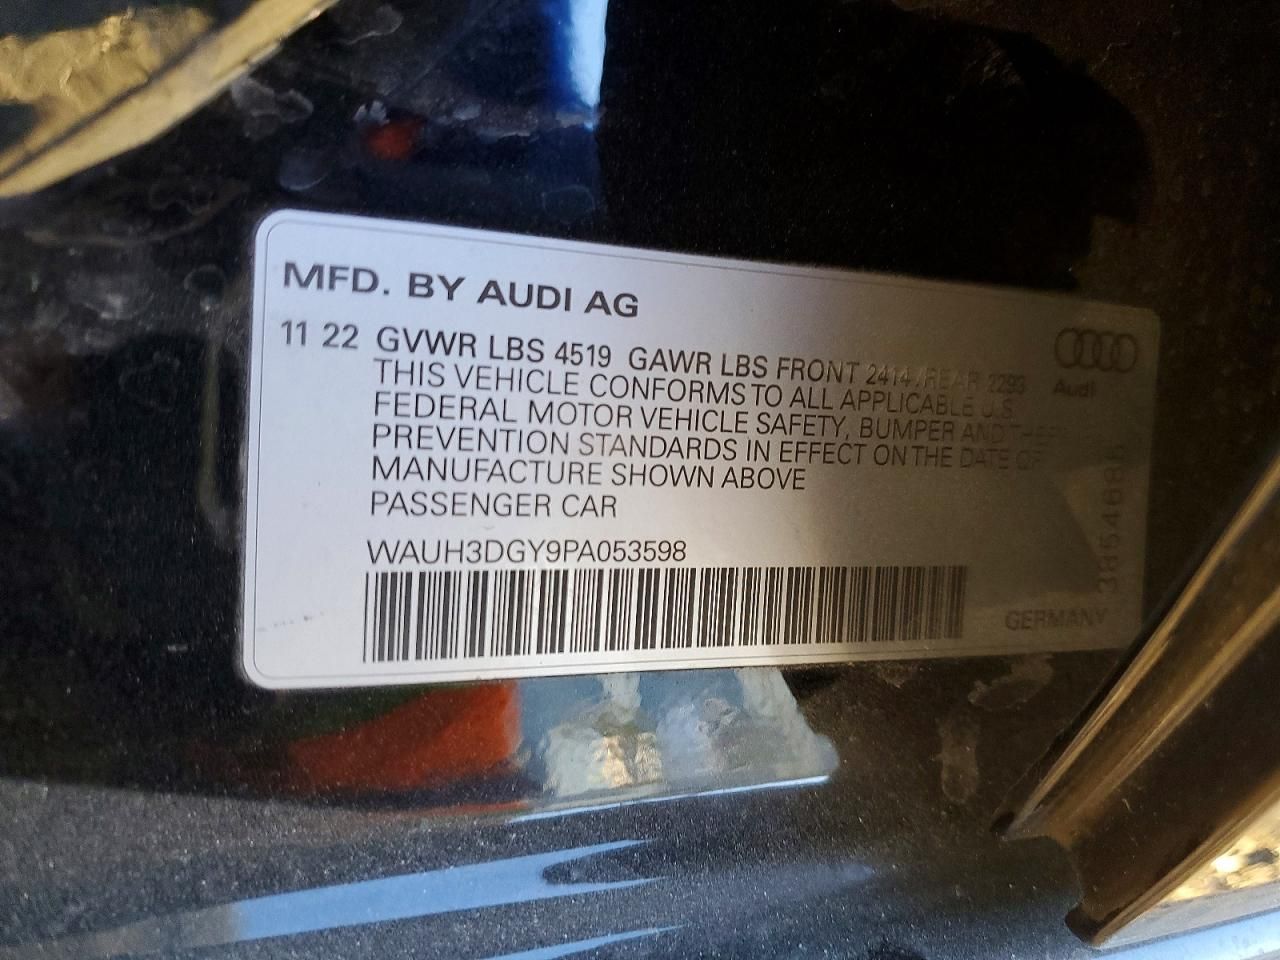 MFD. BY AUDI AG
11 22 GVWR LBS 4519 GAWR LBS FRONT 2414/REAR 2293
THIS VEHICLE CONFORMS TO ALL APPLICABLE U.S.
FEDERAL MOTOR VEHICLE SAFETY, BUMPER AND THEFT
PREVENTION STANDARDS IN EFFECT ON THE DATE OF
MANUFACTURE SHOWN ABOVE
PASSENGER CAR
WAUH3DGY9PA053598
Audi
GERMANY